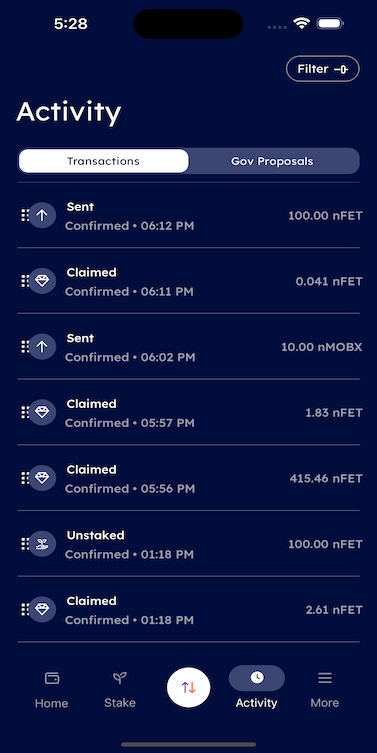 5:28
Filter
Activity
Transactions
Gov Proposals
Sent
Confirmed • 06:12 PM
100.00 nFET
Claimed
Confirmed • 06:11 PM
0.041 nFET
Sent
Confirmed • 06:02 PM
10.00 nMOBX
Claimed
Confirmed • 05:57 PM
1.83 nFET
Claimed
Confirmed • 05:56 PM
415.46 nFET
Unstaked
Confirmed • 01:18 PM
100.00 nFET
Claimed
Confirmed • 01:18 PM
2.61 nFET
Home
Stake
Activity
More